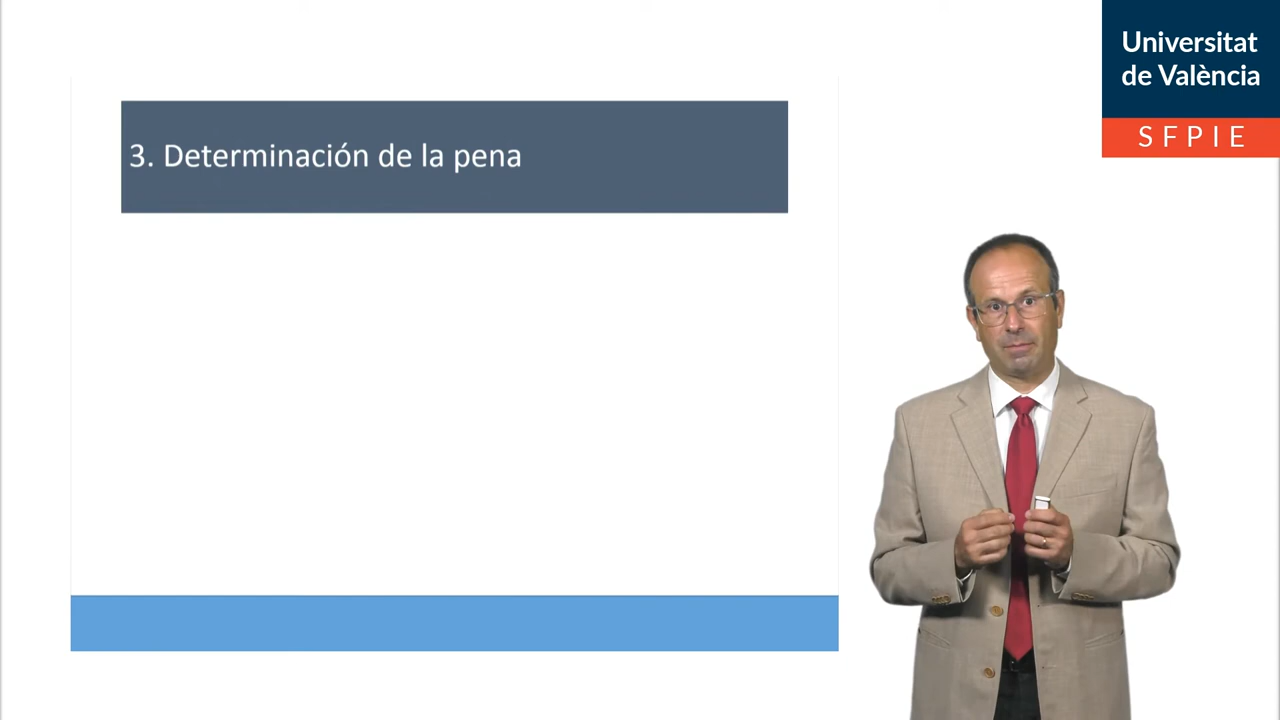 3. Determinación de la pena
Universitat
de València
SFPIE